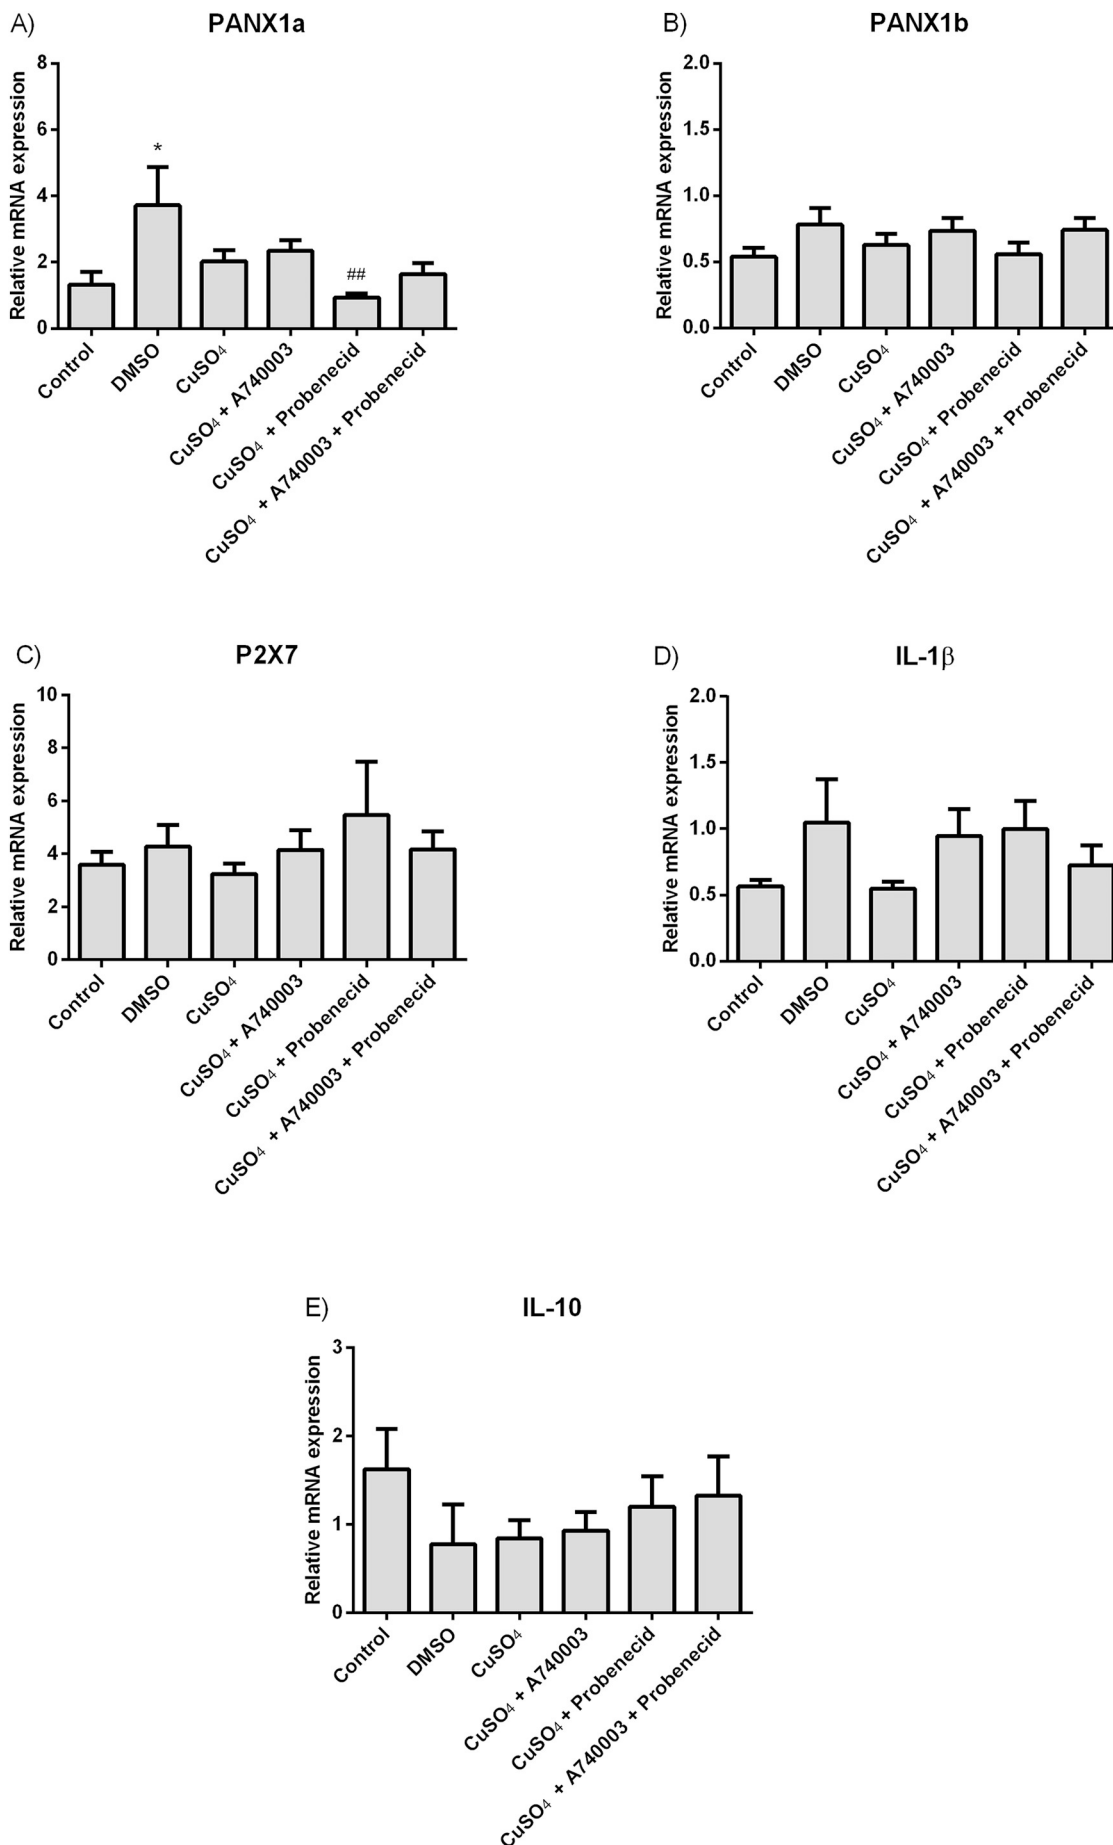 A)
PANX1a
Relative mRNA expression
8
6
4
2
0
*
##
Control
DMSO
CuSO₄
CuSO₄ + A740003
CuSO₄ + Probenecid
CuSO₄ + A740003 + Probenecid
B)
PANX1b
Relative mRNA expression
2.0
1.5
1.0
0.5
0.0
Control
DMSO
CuSO₄
CuSO₄ + A740003
CuSO₄ + Probenecid
CuSO₄ + A740003 + Probenecid
C)
P2X7
Relative mRNA expression
10
8
6
4
2
0
Control
DMSO
CuSO₄
CuSO₄ + A740003
CuSO₄ + Probenecid
CuSO₄ + A740003 + Probenecid
D)
IL-1β
Relative mRNA expression
2.0
1.5
1.0
0.5
0.0
Control
DMSO
CuSO₄
CuSO₄ + A740003
CuSO₄ + Probenecid
CuSO₄ + A740003 + Probenecid
E)
IL-10
Relative mRNA expression
3
2
1
0
Control
DMSO
CuSO₄
CuSO₄ + A740003
CuSO₄ + Probenecid
CuSO₄ + A740003 + Probenecid